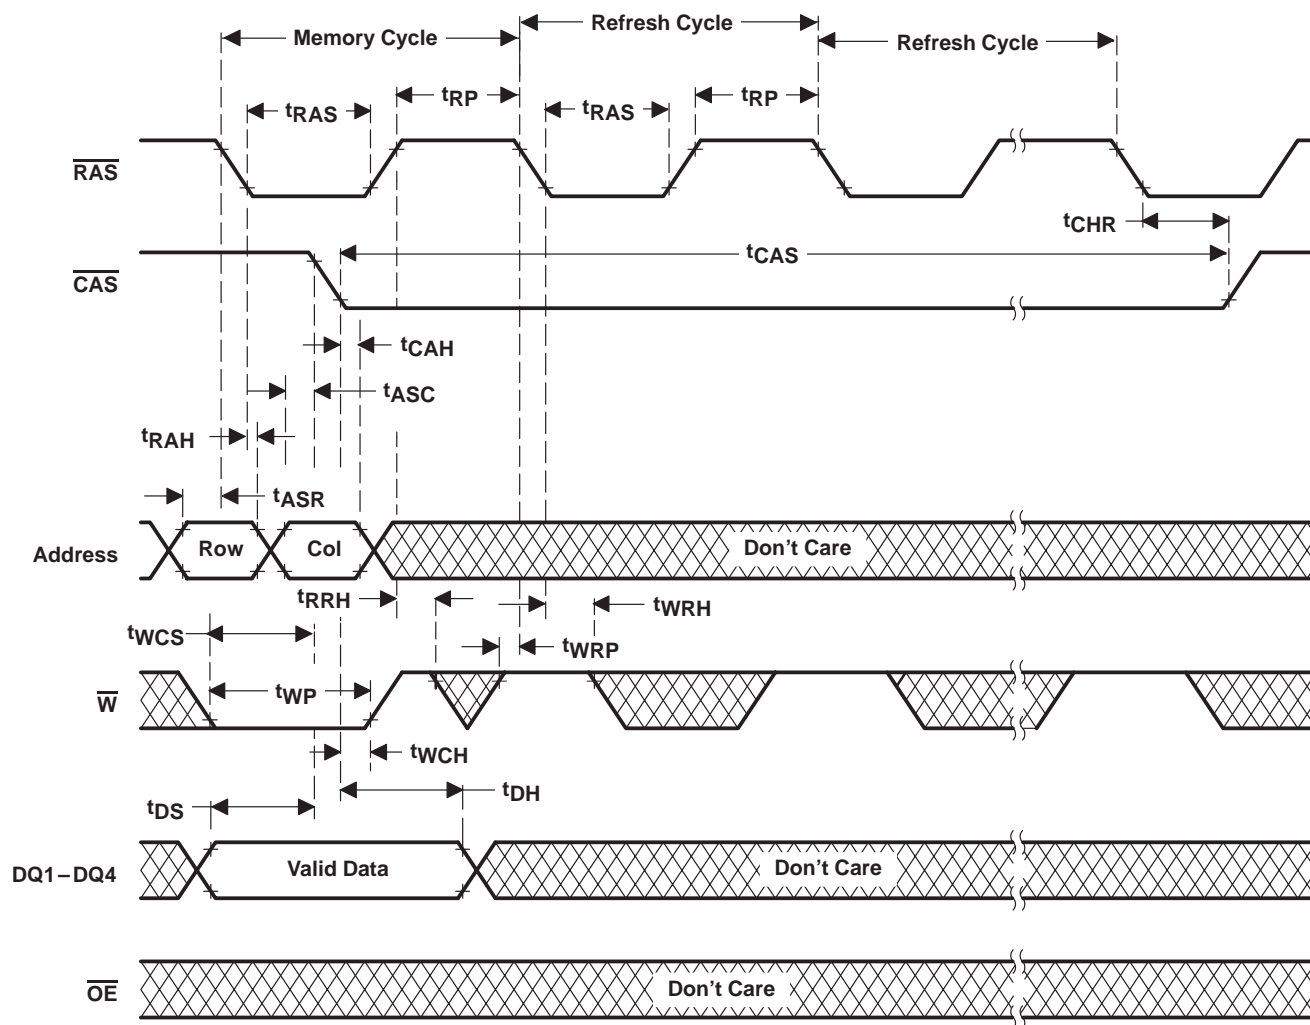 Memory Cycle
Refresh Cycle
Refresh Cycle
tRAS
tRP
tRAS
tRP
RAS
tCHR
tCAS
CAS
tCAH
tASC
tRAH
tASR
Address
Row
Col
Don't Care
tRRH
tWRH
tWCS
tWRP
W
tWP
tWCH
tDS
tDH
DQ1–DQ4
Valid Data
Don't Care
OE
Don't Care